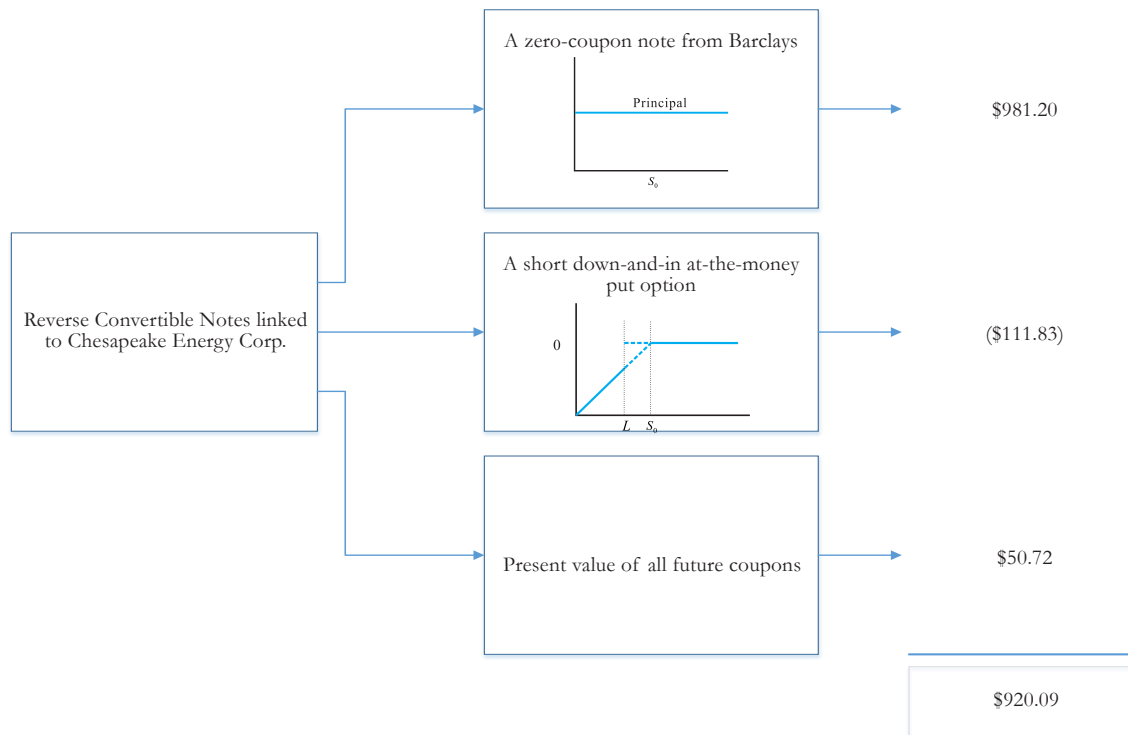 A zero-coupon note from Barclays
Principal
S₀
$981.20
Reverse Convertible Notes linked
to Chesapeake Energy Corp.
A short down-and-in at-the-money
put option
0
L S₀
($111.83)
Present value of all future coupons
$50.72
$920.09